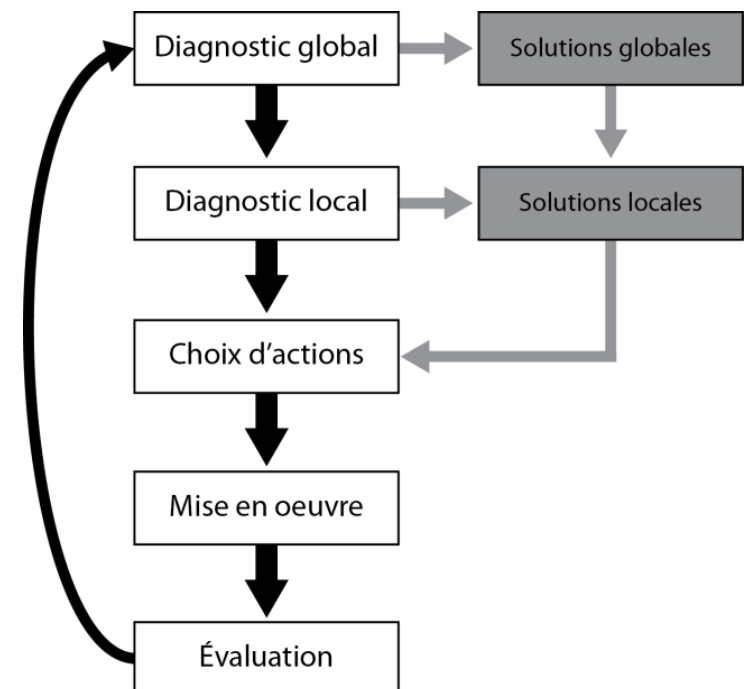 Diagnostic global
Solutions globales
Diagnostic local
Solutions locales
Choix d'actions
Mise en oeuvre
Évaluation